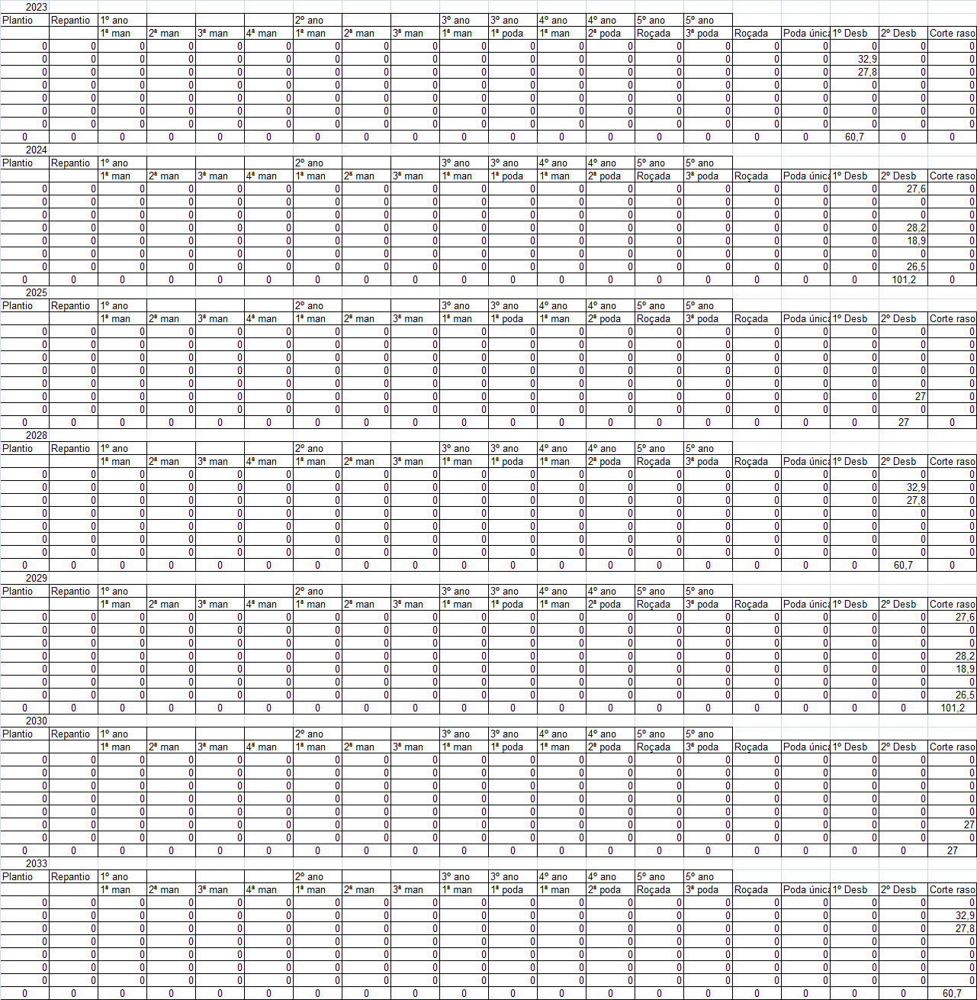 2023
Plantio Repantio 1º ano 2º ano 3º ano 3º ano 4º ano 4º ano 5º ano 5º ano
1ª man 2ª man 3ª man 4ª man 1ª man 2ª man 3ª man 1ª man 1ª poda 1ª man 2ª poda Roçada 3ª poda Roçada Poda única 1º Desb 2º Desb Corte raso
0 0 0 0 0 0 0 0 0 0 0 0 0 0 0 0 0 0 0 0
0 0 0 0 0 0 0 0 0 0 0 0 0 0 0 0 0 32,9 0 0
0 0 0 0 0 0 0 0 0 0 0 0 0 0 0 0 0 27,8 0 0
0 0 0 0 0 0 0 0 0 0 0 0 0 0 0 0 0 0 0 0
0 0 0 0 0 0 0 0 0 0 0 0 0 0 0 0 0 0 0 0
0 0 0 0 0 0 0 0 0 0 0 0 0 0 0 0 0 0 0 0
0 0 0 0 0 0 0 0 0 0 0 0 0 0 0 0 0 0 0 0
0 0 0 0 0 0 0 0 0 0 0 0 0 0 0 0 0 60,7 0 0
2024
Plantio Repantio 1º ano 2º ano 3º ano 3º ano 4º ano 4º ano 5º ano 5º ano
1ª man 2ª man 3ª man 4ª man 1ª man 2ª man 3ª man 1ª man 1ª poda 1ª man 2ª poda Roçada 3ª poda Roçada Poda única 1º Desb 2º Desb Corte raso
0 0 0 0 0 0 0 0 0 0 0 0 0 0 0 0 0 0 27,6 0
0 0 0 0 0 0 0 0 0 0 0 0 0 0 0 0 0 0 0 0
0 0 0 0 0 0 0 0 0 0 0 0 0 0 0 0 0 0 0 0
0 0 0 0 0 0 0 0 0 0 0 0 0 0 0 0 0 0 28,2 0
0 0 0 0 0 0 0 0 0 0 0 0 0 0 0 0 0 0 18,9 0
0 0 0 0 0 0 0 0 0 0 0 0 0 0 0 0 0 0 0 0
0 0 0 0 0 0 0 0 0 0 0 0 0 0 0 0 0 0 26,5 0
0 0 0 0 0 0 0 0 0 0 0 0 0 0 0 0 0 0 101,2 0
2025
Plantio Repantio 1º ano 2º ano 3º ano 3º ano 4º ano 4º ano 5º ano 5º ano
1ª man 2ª man 3ª man 4ª man 1ª man 2ª man 3ª man 1ª man 1ª poda 1ª man 2ª poda Roçada 3ª poda Roçada Poda única 1º Desb 2º Desb Corte raso
0 0 0 0 0 0 0 0 0 0 0 0 0 0 0 0 0 0 0 0
0 0 0 0 0 0 0 0 0 0 0 0 0 0 0 0 0 0 0 0
0 0 0 0 0 0 0 0 0 0 0 0 0 0 0 0 0 0 0 0
0 0 0 0 0 0 0 0 0 0 0 0 0 0 0 0 0 0 0 0
0 0 0 0 0 0 0 0 0 0 0 0 0 0 0 0 0 0 0 0
0 0 0 0 0 0 0 0 0 0 0 0 0 0 0 0 0 0 27 0
0 0 0 0 0 0 0 0 0 0 0 0 0 0 0 0 0 0 0 0
0 0 0 0 0 0 0 0 0 0 0 0 0 0 0 0 0 0 27 0
2028
Plantio Repantio 1º ano 2º ano 3º ano 3º ano 4º ano 4º ano 5º ano 5º ano
1ª man 2ª man 3ª man 4ª man 1ª man 2ª man 3ª man 1ª man 1ª poda 1ª man 2ª poda Roçada 3ª poda Roçada Poda única 1º Desb 2º Desb Corte raso
0 0 0 0 0 0 0 0 0 0 0 0 0 0 0 0 0 0 0 0
0 0 0 0 0 0 0 0 0 0 0 0 0 0 0 0 0 0 32,9 0
0 0 0 0 0 0 0 0 0 0 0 0 0 0 0 0 0 0 27,8 0
0 0 0 0 0 0 0 0 0 0 0 0 0 0 0 0 0 0 0 0
0 0 0 0 0 0 0 0 0 0 0 0 0 0 0 0 0 0 0 0
0 0 0 0 0 0 0 0 0 0 0 0 0 0 0 0 0 0 0 0
0 0 0 0 0 0 0 0 0 0 0 0 0 0 0 0 0 0 0 0
0 0 0 0 0 0 0 0 0 0 0 0 0 0 0 0 0 0 60,7 0
2029
Plantio Repantio 1º ano 2º ano 3º ano 3º ano 4º ano 4º ano 5º ano 5º ano
1ª man 2ª man 3ª man 4ª man 1ª man 2ª man 3ª man 1ª man 1ª poda 1ª man 2ª poda Roçada 3ª poda Roçada Poda única 1º Desb 2º Desb Corte raso
0 0 0 0 0 0 0 0 0 0 0 0 0 0 0 0 0 0 0 27,6
0 0 0 0 0 0 0 0 0 0 0 0 0 0 0 0 0 0 0 0
0 0 0 0 0 0 0 0 0 0 0 0 0 0 0 0 0 0 0 0
0 0 0 0 0 0 0 0 0 0 0 0 0 0 0 0 0 0 0 28,2
0 0 0 0 0 0 0 0 0 0 0 0 0 0 0 0 0 0 0 18,9
0 0 0 0 0 0 0 0 0 0 0 0 0 0 0 0 0 0 0 0
0 0 0 0 0 0 0 0 0 0 0 0 0 0 0 0 0 0 0 26,5
0 0 0 0 0 0 0 0 0 0 0 0 0 0 0 0 0 0 0 101,2
2030
Plantio Repantio 1º ano 2º ano 3º ano 3º ano 4º ano 4º ano 5º ano 5º ano
1ª man 2ª man 3ª man 4ª man 1ª man 2ª man 3ª man 1ª man 1ª poda 1ª man 2ª poda Roçada 3ª poda Roçada Poda única 1º Desb 2º Desb Corte raso
0 0 0 0 0 0 0 0 0 0 0 0 0 0 0 0 0 0 0 0
0 0 0 0 0 0 0 0 0 0 0 0 0 0 0 0 0 0 0 0
0 0 0 0 0 0 0 0 0 0 0 0 0 0 0 0 0 0 0 0
0 0 0 0 0 0 0 0 0 0 0 0 0 0 0 0 0 0 0 0
0 0 0 0 0 0 0 0 0 0 0 0 0 0 0 0 0 0 0 0
0 0 0 0 0 0 0 0 0 0 0 0 0 0 0 0 0 0 0 27
0 0 0 0 0 0 0 0 0 0 0 0 0 0 0 0 0 0 0 0
0 0 0 0 0 0 0 0 0 0 0 0 0 0 0 0 0 0 0 27
2033
Plantio Repantio 1º ano 2º ano 3º ano 3º ano 4º ano 4º ano 5º ano 5º ano
1ª man 2ª man 3ª man 4ª man 1ª man 2ª man 3ª man 1ª man 1ª poda 1ª man 2ª poda Roçada 3ª poda Roçada Poda única 1º Desb 2º Desb Corte raso
0 0 0 0 0 0 0 0 0 0 0 0 0 0 0 0 0 0 0 0
0 0 0 0 0 0 0 0 0 0 0 0 0 0 0 0 0 0 0 32,9
0 0 0 0 0 0 0 0 0 0 0 0 0 0 0 0 0 0 0 27,8
0 0 0 0 0 0 0 0 0 0 0 0 0 0 0 0 0 0 0 0
0 0 0 0 0 0 0 0 0 0 0 0 0 0 0 0 0 0 0 0
0 0 0 0 0 0 0 0 0 0 0 0 0 0 0 0 0 0 0 0
0 0 0 0 0 0 0 0 0 0 0 0 0 0 0 0 0 0 0 0
0 0 0 0 0 0 0 0 0 0 0 0 0 0 0 0 0 0 0 60,7